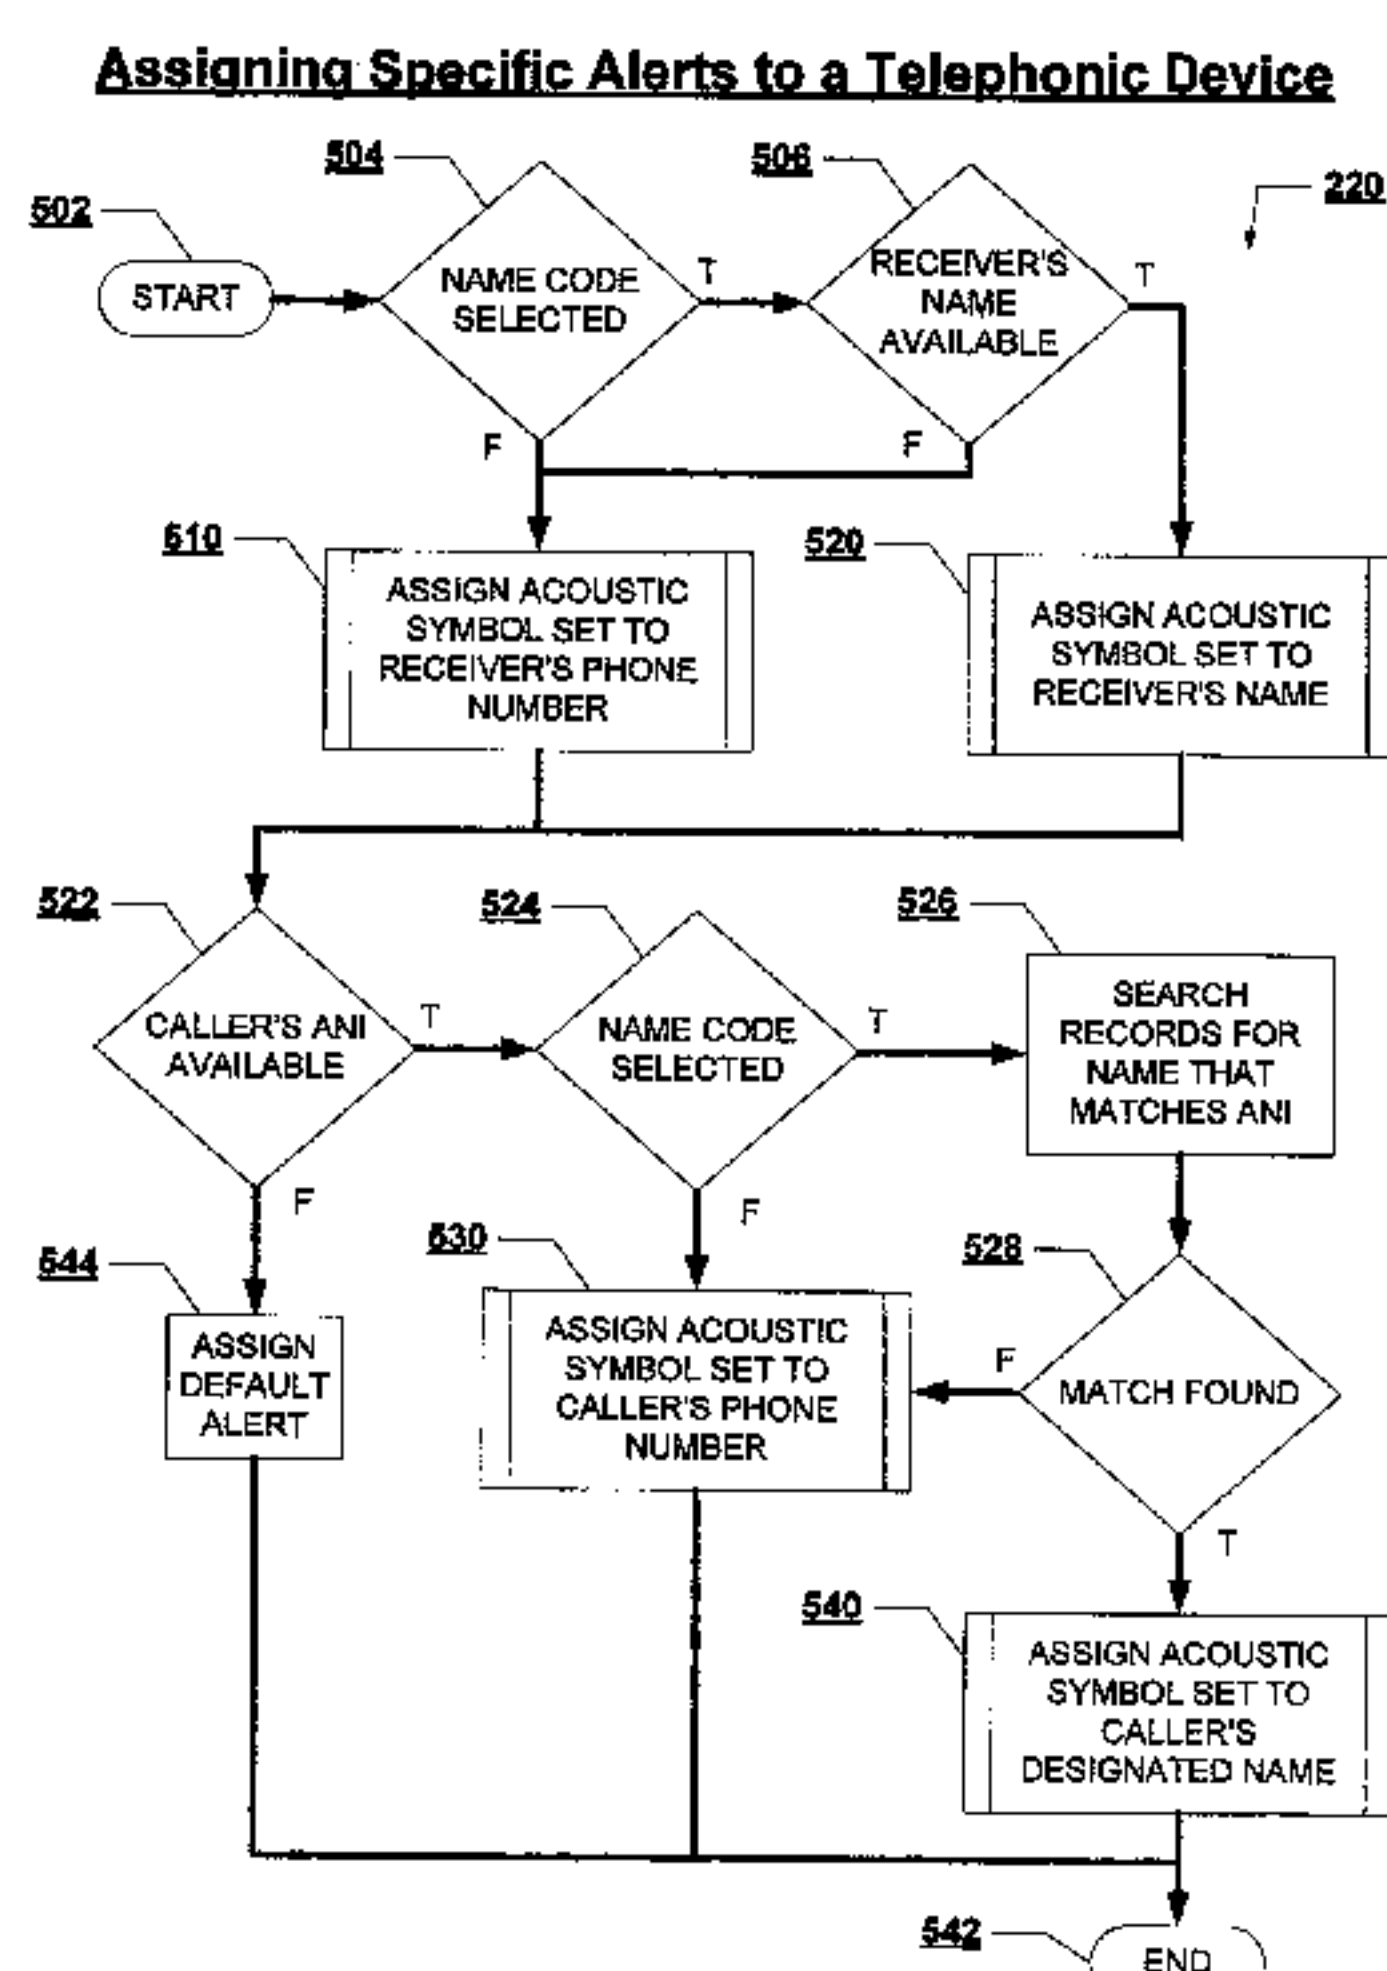 Assigning Specific Alerts to a Telephonic Device
504
506
220
502
START
NAME CODE
SELECTED
T
RECEIVER'S
NAME
AVAILABLE
T
F
F
510
ASSIGN ACOUSTIC
SYMBOL SET TO
RECEIVER'S PHONE
NUMBER
520
ASSIGN ACOUSTIC
SYMBOL SET TO
RECEIVER'S NAME
522
CALLER'S ANI
AVAILABLE
T
F
524
NAME CODE
SELECTED
T
F
526
SEARCH
RECORDS FOR
NAME THAT
MATCHES ANI
544
ASSIGN
DEFAULT
ALERT
530
ASSIGN ACOUSTIC
SYMBOL SET TO
CALLER'S PHONE
NUMBER
528
F
MATCH FOUND
T
540
ASSIGN ACOUSTIC
SYMBOL SET TO
CALLER'S
DESIGNATED NAME
542
END